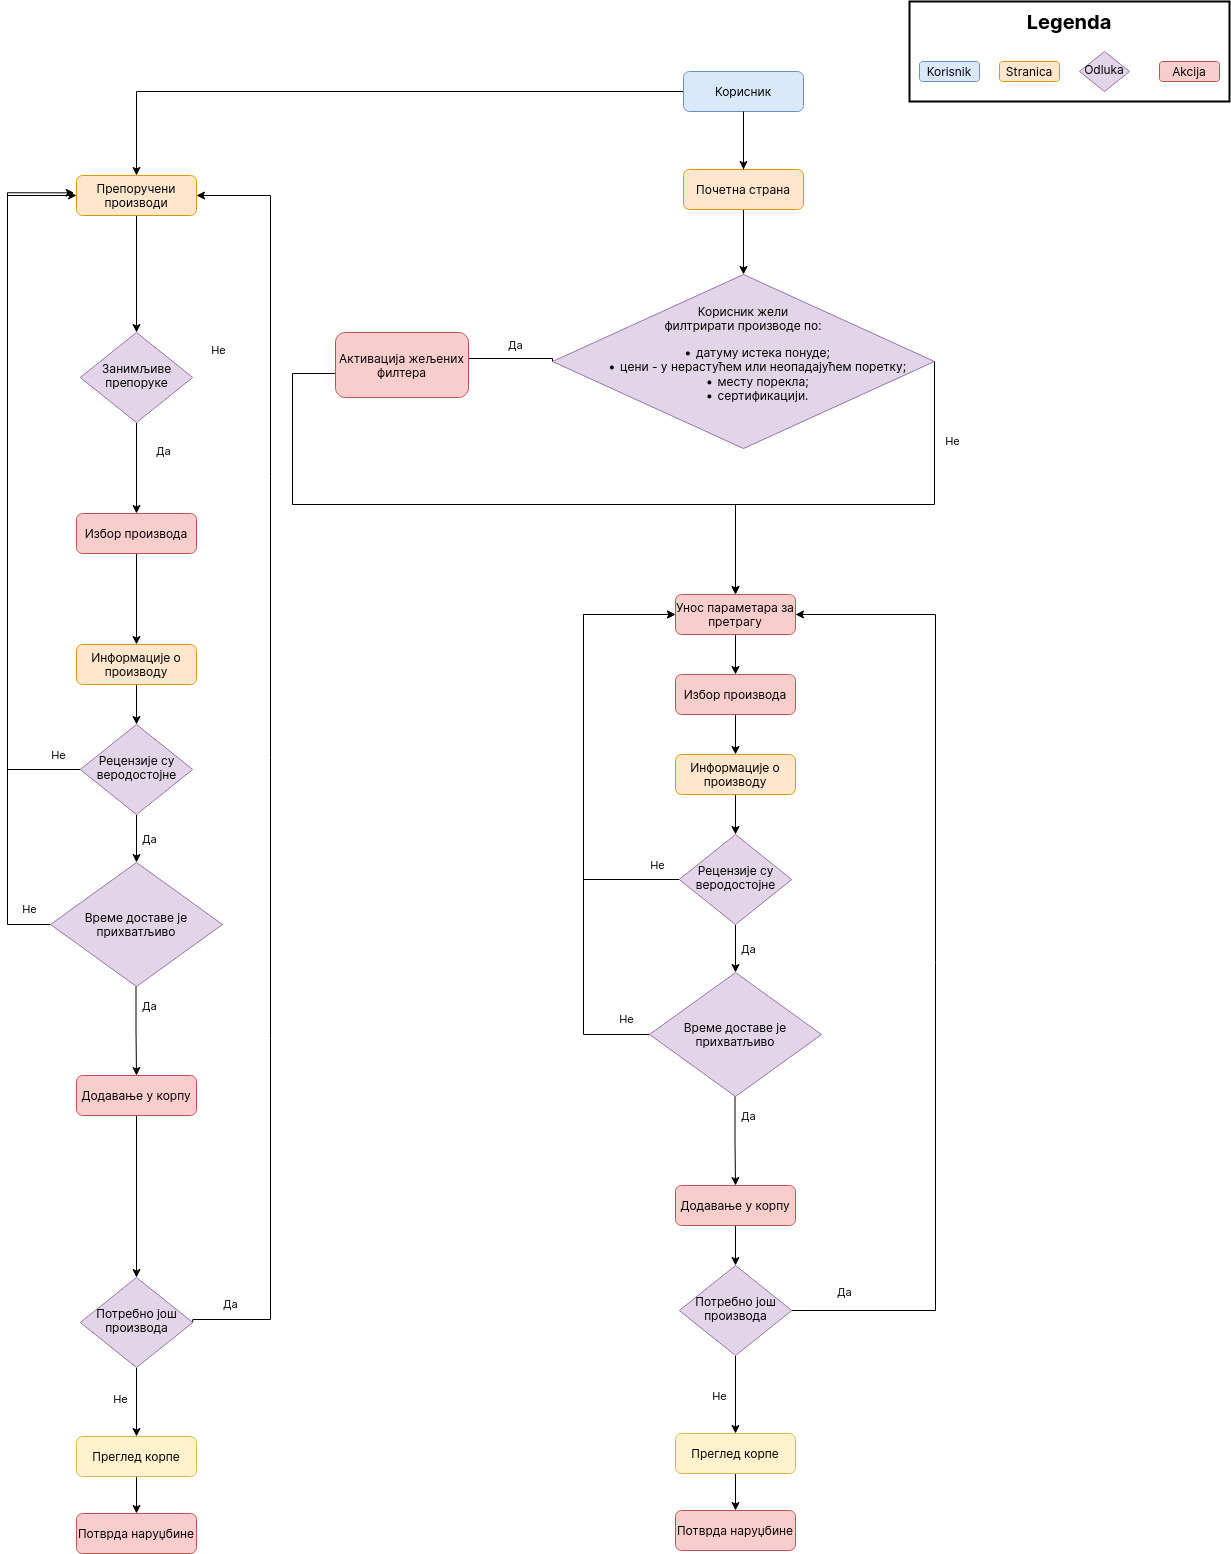 Legenda
Korisnik
Stranica
Odluka
Akcija
Корисник
Препоручени
производи
Почетна страна
Корисник жели
филтрирати производе по:
• датуму истека понуде;
• цени - у нерастућем или неопадајућем поретку;
• месту порекла;
• сертификацији.
Да
Активација жељених
филтера
Не
Занимљиве
препоруке
Не
Да
Избор производа
Информације о
производу
Рецензије су
веродостојне
Не
Да
Време доставе је
прихватљиво
Не
Да
Додавање у корпу
Потребно још
производа
Да
Не
Преглед корпе
Потврда наруџбине
Унос параметара за
претрагу
Избор производа
Информације о
производу
Рецензије су
веродостојне
Не
Да
Време доставе је
прихватљиво
Не
Да
Додавање у корпу
Потребно још
производа
Да
Не
Преглед корпе
Потврда наруџбине